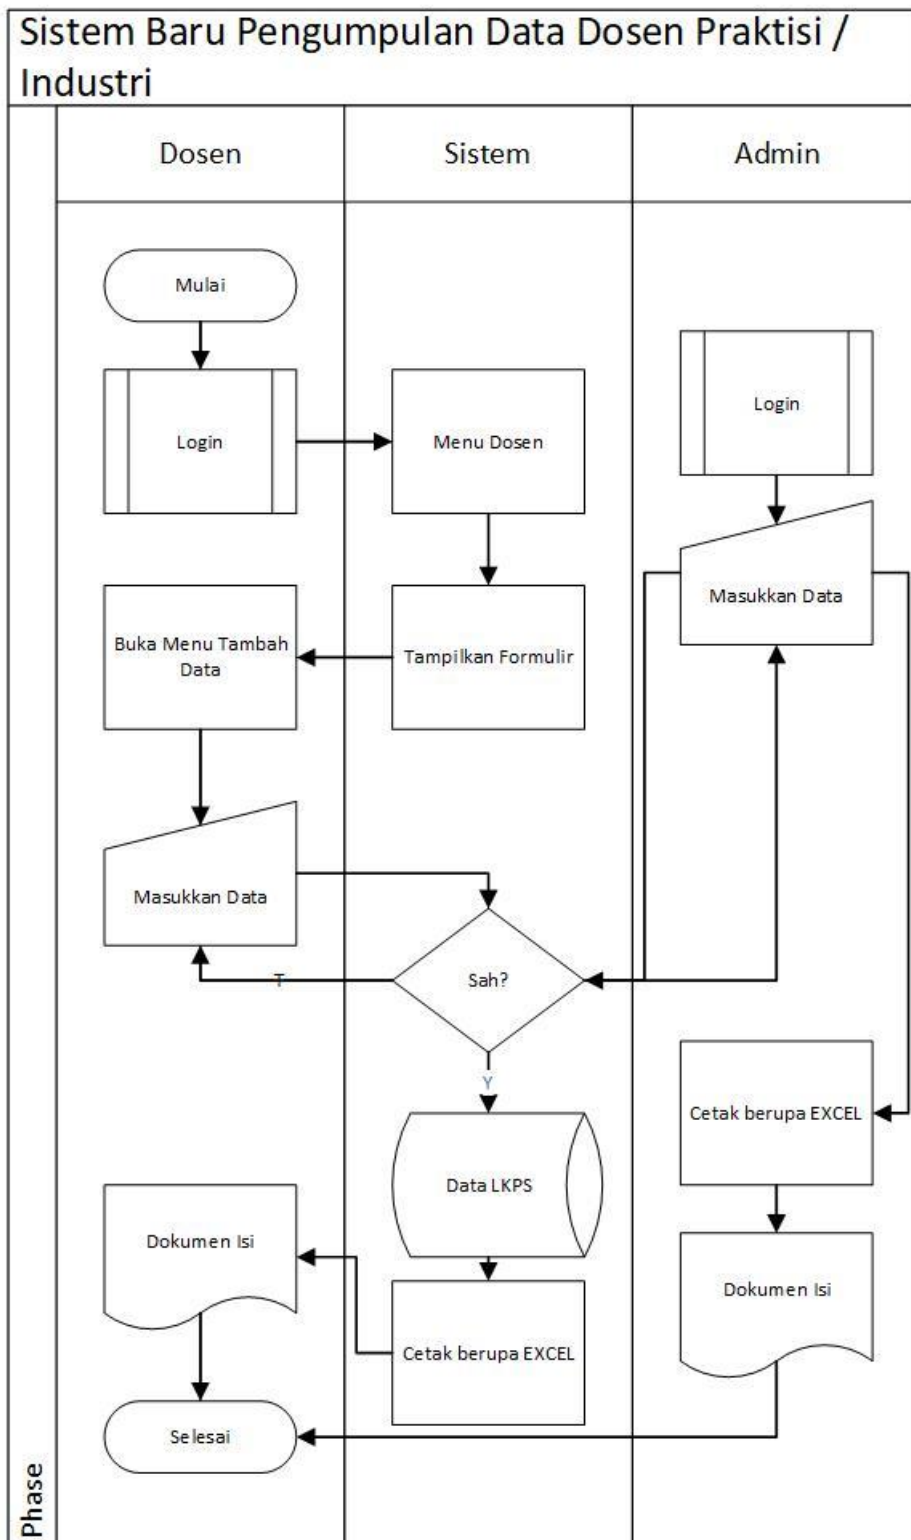 Sistem Baru Pengumpulan Data Dosen Praktisi /
Industri
Dosen
Sistem
Admin
Mulai
Login
Menu Dosen
Login
Buka Menu Tambah
Data
Tampilkan Formulir
Masukkan Data
Masukkan Data
Sah?
T
Y
Cetak berupa EXCEL
Data LKPS
Dokumen Isi
Dokumen Isi
Cetak berupa EXCEL
Selesai
Phase